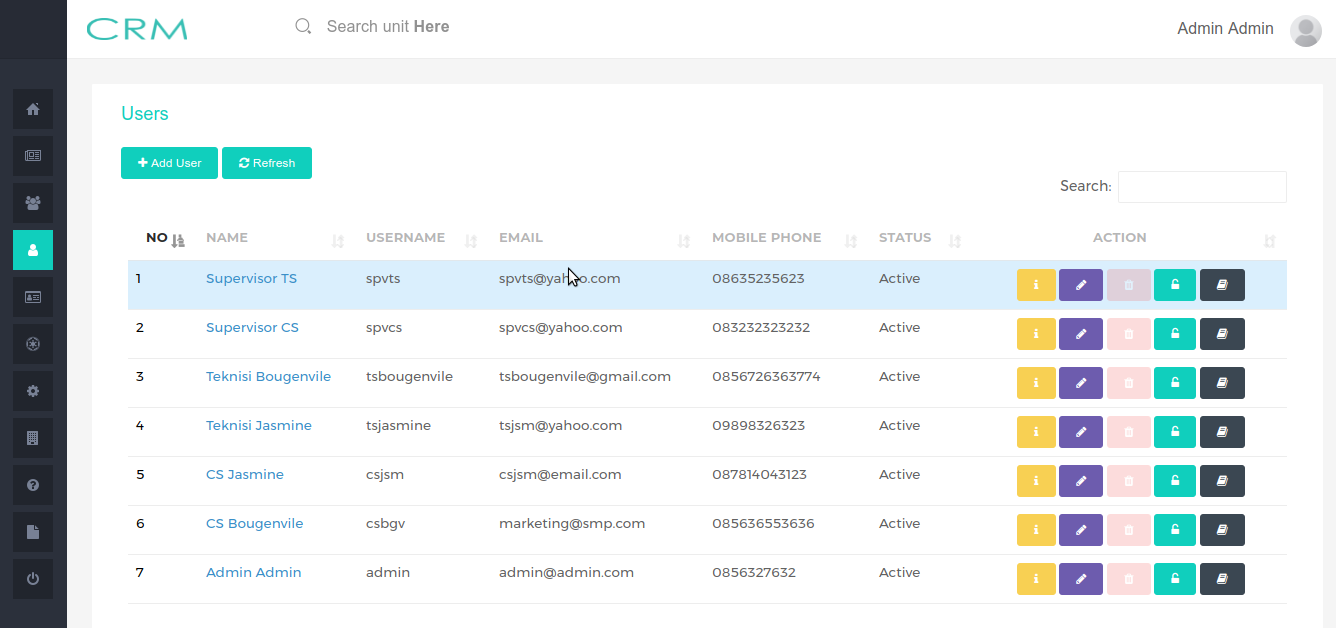 CRM
Search unit Here
Admin Admin
Users
Add User
Refresh
Search:
NO NAME USERNAME EMAIL MOBILE PHONE STATUS ACTION
1 Supervisor TS spvts spvts@yahoo.com 08635235623 Active
2 Supervisor CS spvcs spvcs@yahoo.com 083232323232 Active
3 Teknisi Bougenvile tsbougenvile tsbougenvile@gmail.com 0856726363774 Active
4 Teknisi Jasmine tsjasmine tsjsm@yahoo.com 09898326323 Active
5 CS Jasmine csjsm csjsm@email.com 087814043123 Active
6 CS Bougenvile csbgv marketing@smp.com 085636553636 Active
7 Admin Admin admin admin@admin.com 0856327632 Active